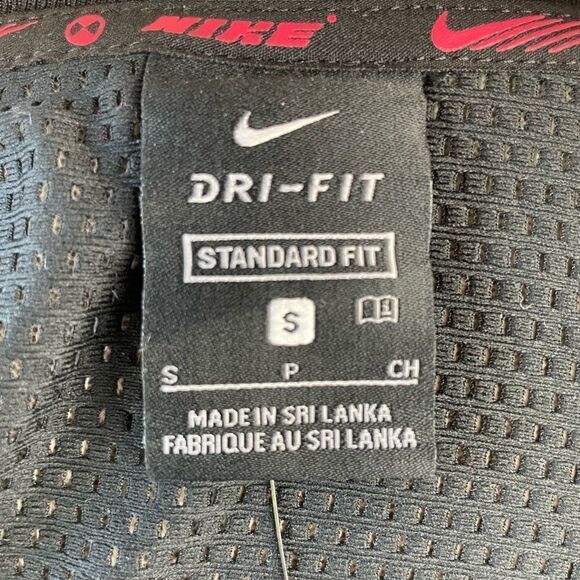 NIKE
DRI-FIT
STANDARD FIT
S
S P CH
MADE IN SRI LANKA
FABRIQUE AU SRI LANKA